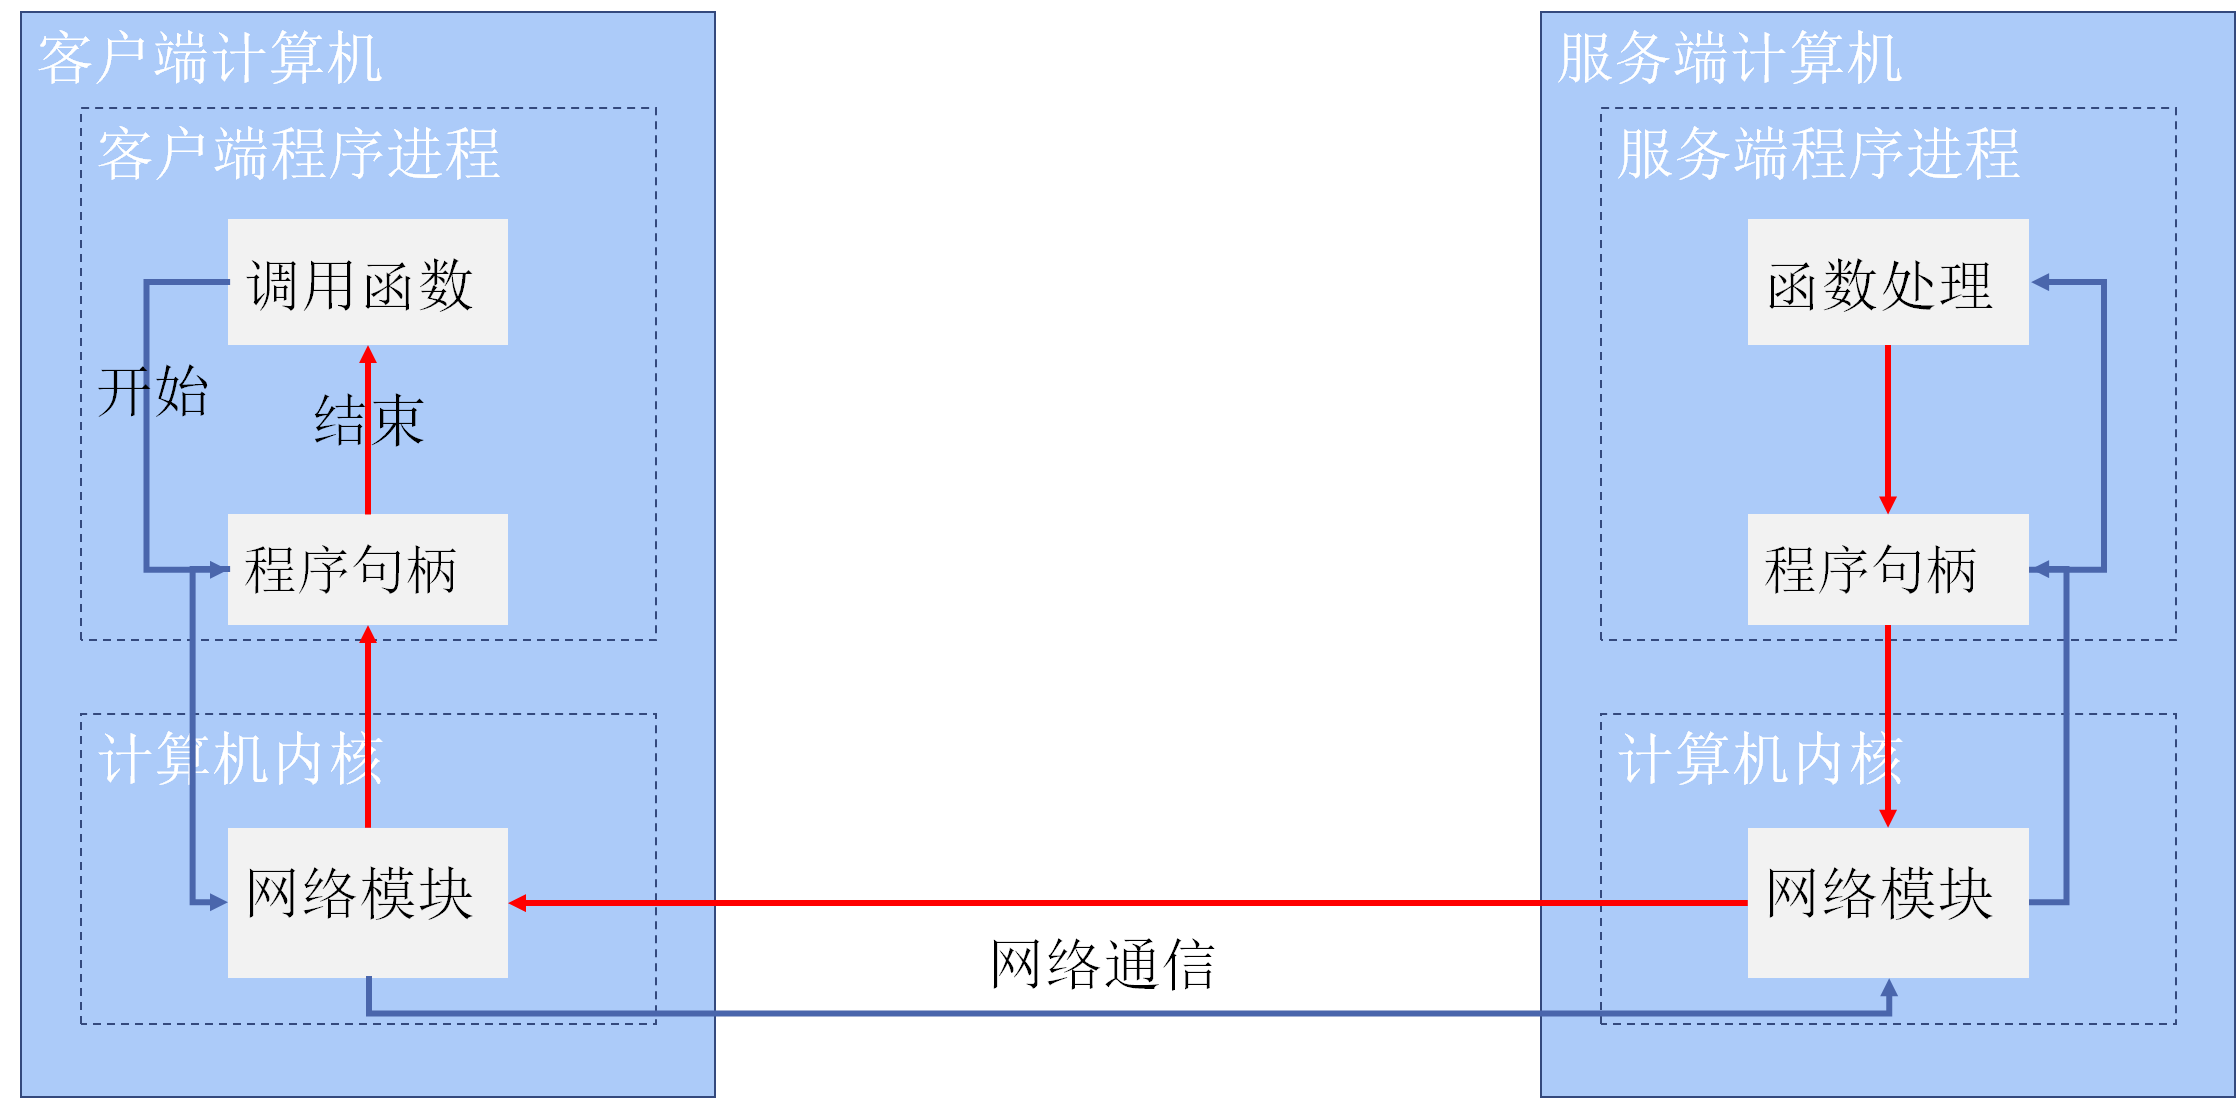 客户端计算机
客户端程序进程
调用函数
开始
结束
程序句柄
计算机内核
网络模块
网络通信
服务端计算机
服务端程序进程
函数处理
程序句柄
计算机内核
网络模块